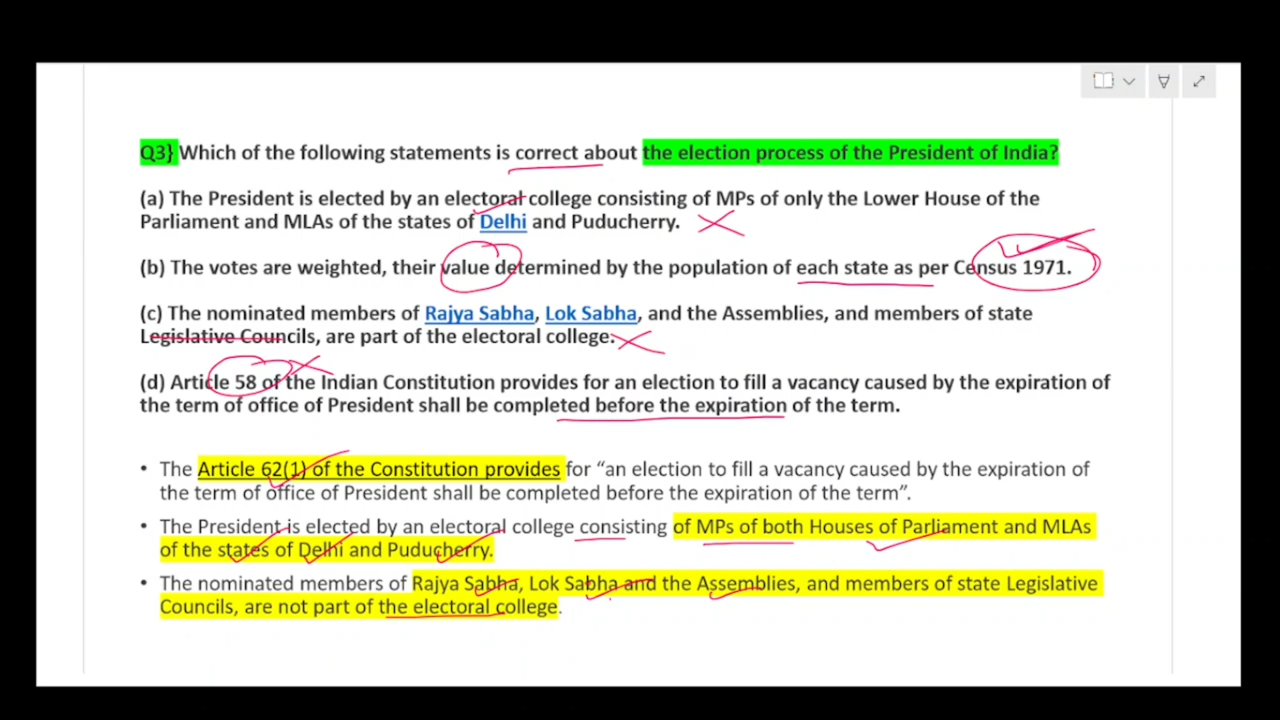 Q3} Which of the following statements is correct about the election process of the President of India?
(a) The President is elected by an electoral college consisting of MPs of only the Lower House of the
Parliament and MLAs of the states of Delhi and Puducherry.
(b) The votes are weighted, their value determined by the population of each state as per Census 1971.
(c) The nominated members of Rajya Sabha, Lok Sabha, and the Assemblies, and members of state
Legislative Councils, are part of the electoral college.
(d) Article 58 of the Indian Constitution provides for an election to fill a vacancy caused by the expiration of
the term of office of President shall be completed before the expiration of the term.
• The Article 62(1) of the Constitution provides for “an election to fill a vacancy caused by the expiration of
the term of office of President shall be completed before the expiration of the term”.
• The President is elected by an electoral college consisting of MPs of both Houses of Parliament and MLAs
of the states of Delhi and Puducherry.
• The nominated members of Rajya Sabha, Lok Sabha and the Assemblies, and members of state Legislative
Councils, are not part of the electoral college.